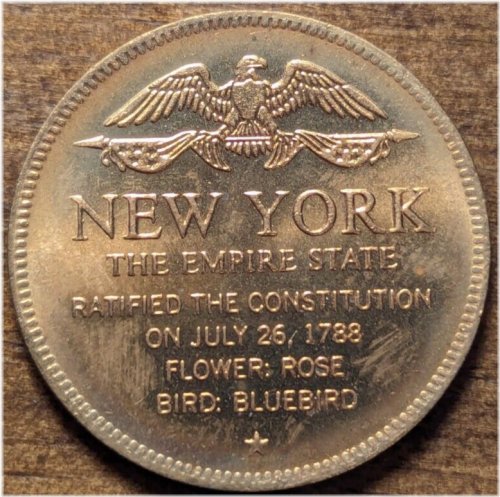 NEW YORK
THE EMPIRE STATE
RATIFIED THE CONSTITUTION
ON JULY 26, 1788
FLOWER: ROSE
BIRD: BLUEBIRD